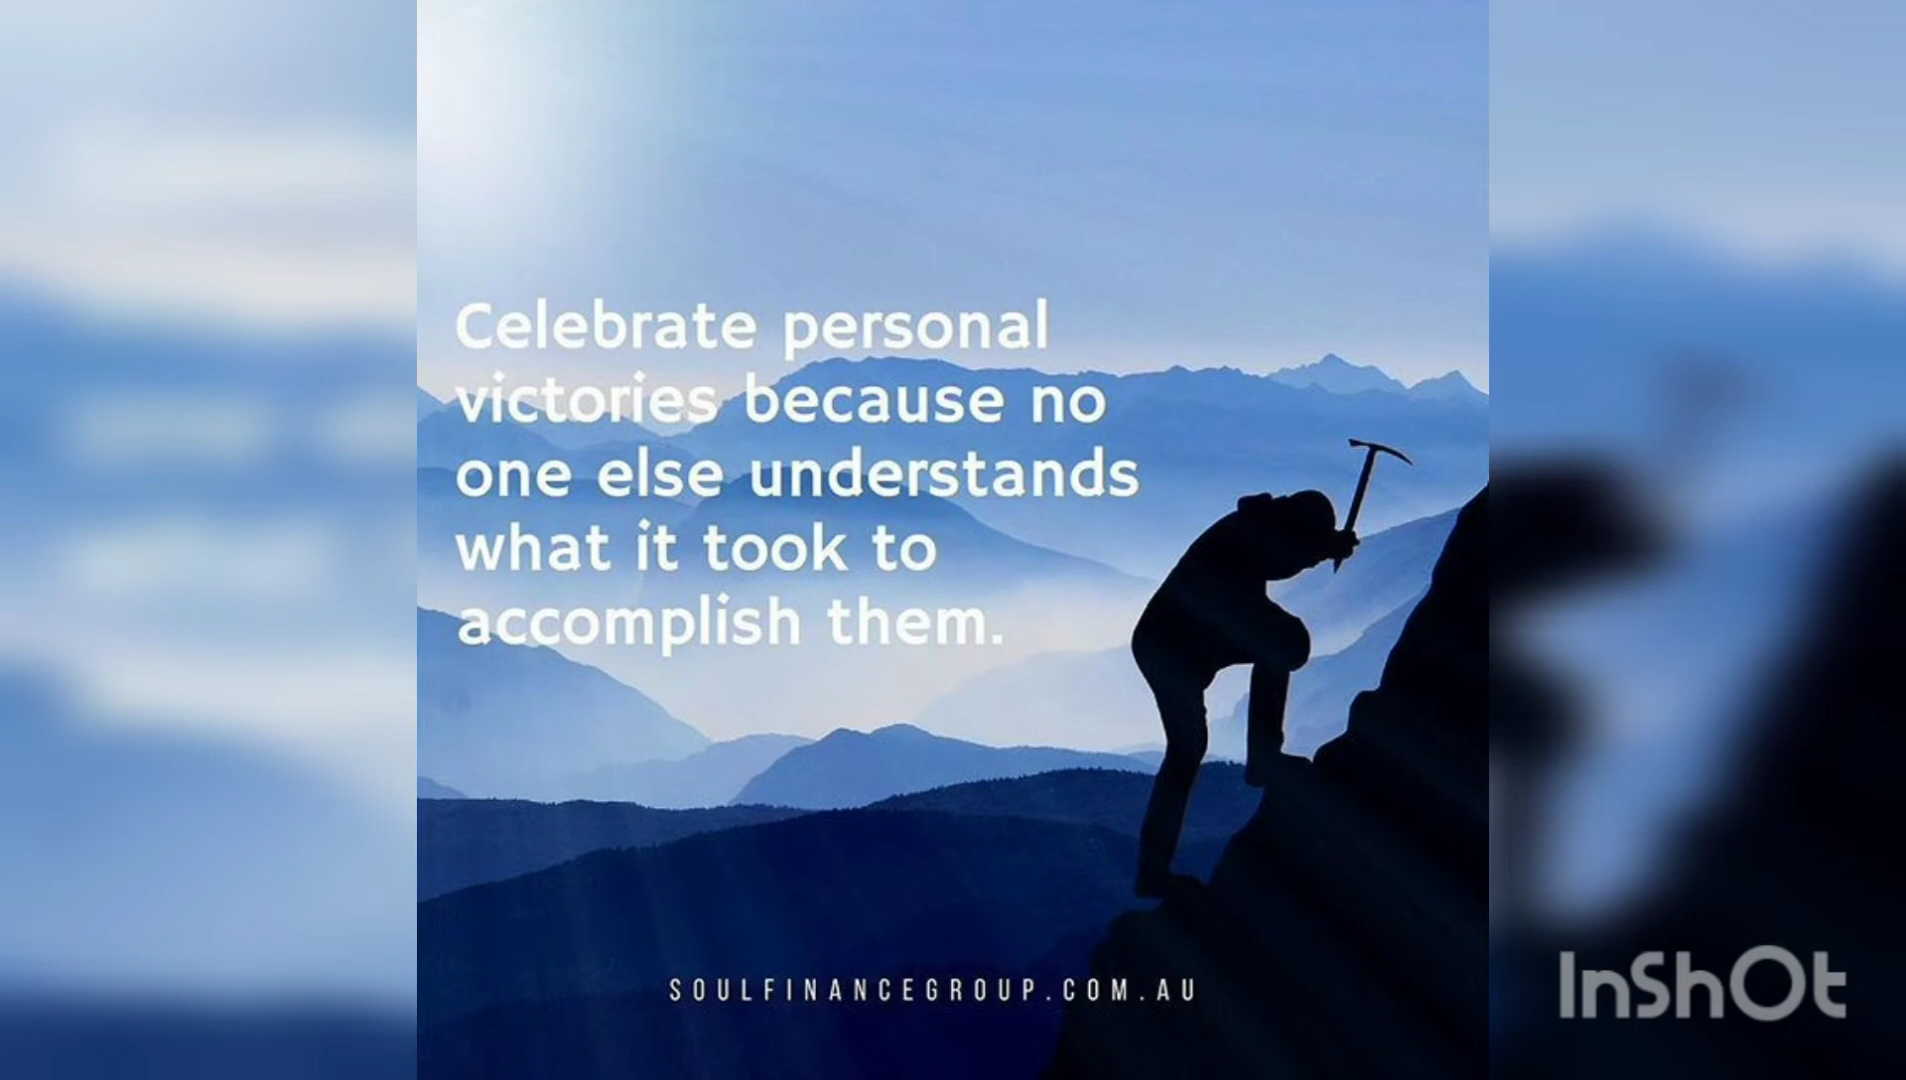 Celebrate personal
victories because no
one else understands
what it took to
accomplish them.
SOULFINANCEGROUP.COM.AU
InShOt